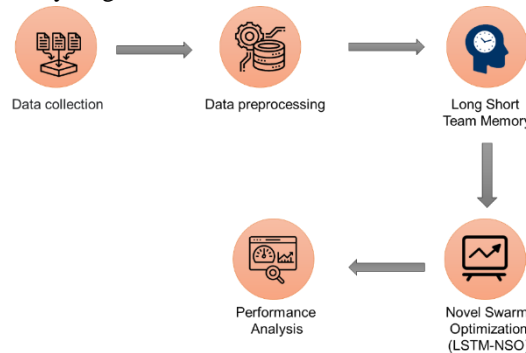 Data collection
Data preprocessing
Long Short
Team Memory
Performance
Analysis
Novel Swarm
Optimization
(LSTM-NSO)